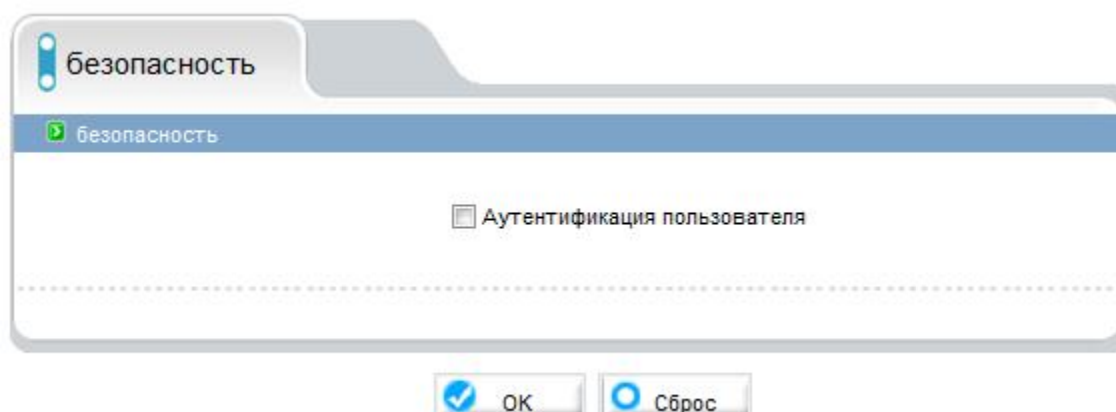 безопасность
безопасность
Аутентификация пользователя
OK
Сброс